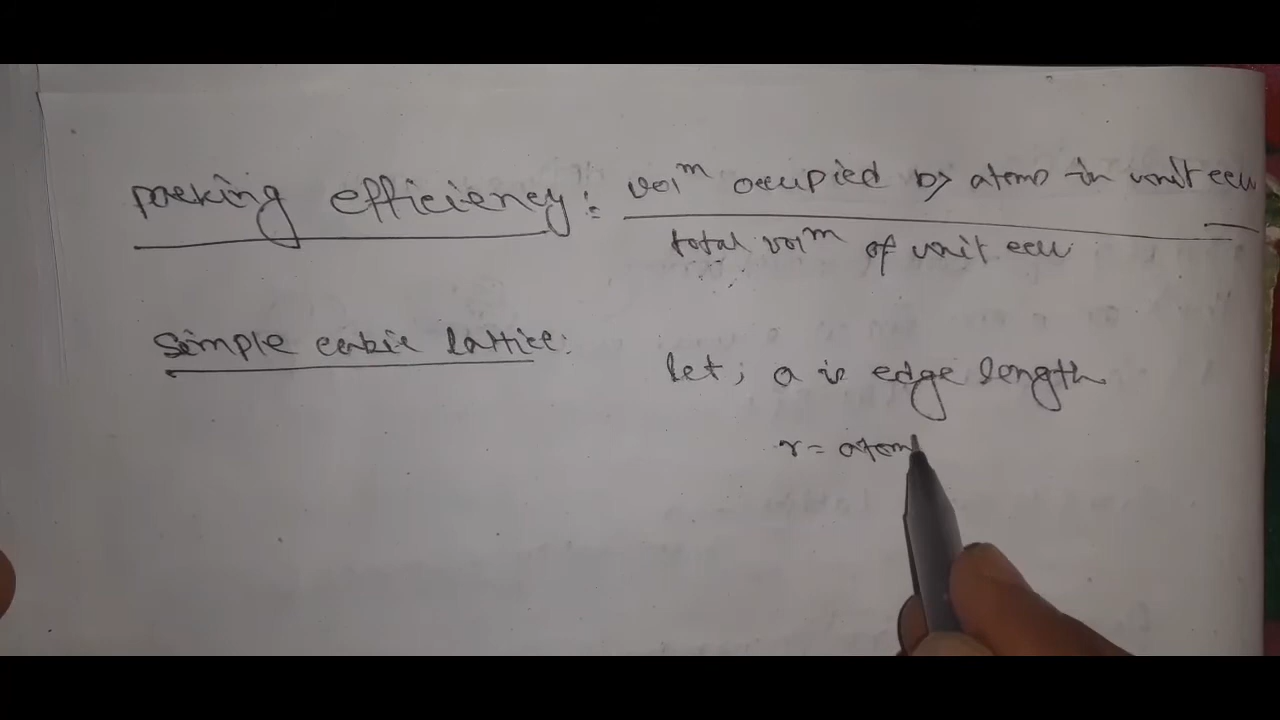 packing efficiency: volm occupied by atoms in unit cell
total volm of unit cell
simple cubic lattice:
let; a is edge length
r = atom